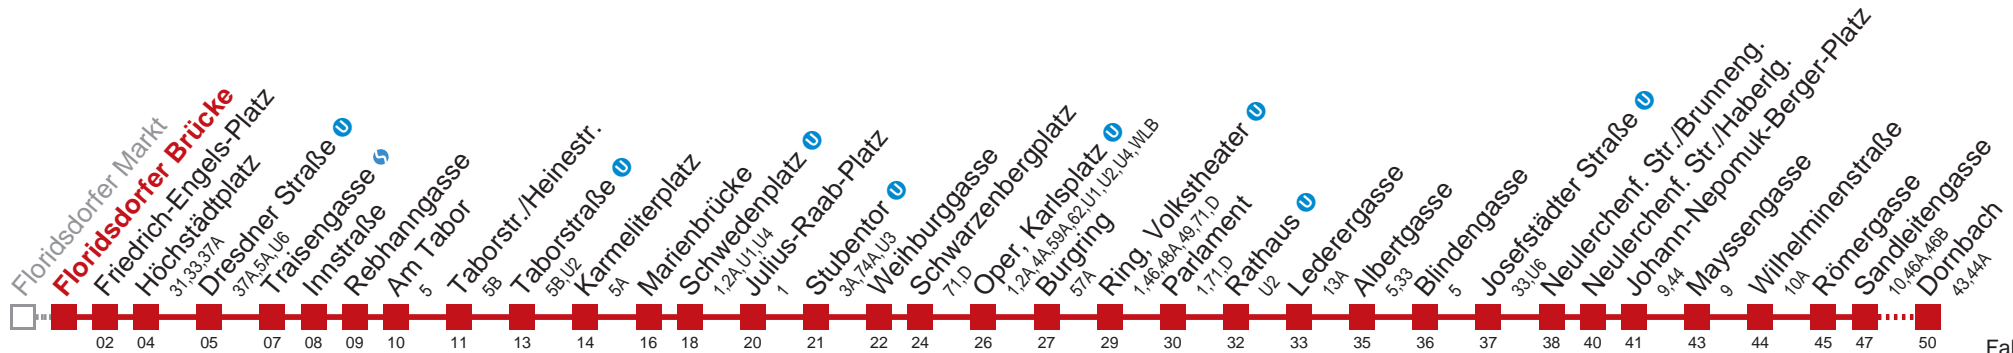 Floridsdorfer Markt
Floridsdorfer Brücke
Friedrich-Engels-Platz
Höchstädtplatz
31,33,37A
Dresdner Straße U
37A,5A,U6
Traisengasse S
Innstraße
Rebhanngasse
Am Tabor
5
Taborstr./Heinestr.
5B
Taborstraße U
5B,U2
Karmeliterplatz
5A
Marienbrücke
Schwedenplatz U
1,2A,U1,U4
Julius-Raab-Platz
1
Stubentor U
3A,74A,U3
Weihburggasse
Schwarzenbergplatz
71,D
Oper, Karlsplatz U
1,2A,4A,59A,62,U1,U2,U4,WLB
Burgring
57A
Ring, Volkstheater U
1,46,48A,49,71,D
Parlament
1,71,D
Rathaus U
U2
Lederergasse
13A
Albertgasse
5,33
Blindengasse
5
Josefstädter Straße U
33,U6
Neulerchenf. Str./Brunneng.
Neulerchenf. Str./Haberlg.
Johann-Nepomuk-Berger-Platz
9,44
Mayssengasse
9
Wilhelminenstraße
10A
Römergasse
Sandleitengasse
10,46A,46B
Dornbach
43,44A
02 04 05 07 08 09 10 11 13 14 16 18 20 21 22 24 26 27 29 30 32 33 35 36 37 38 40 41 43 44 45 47 50